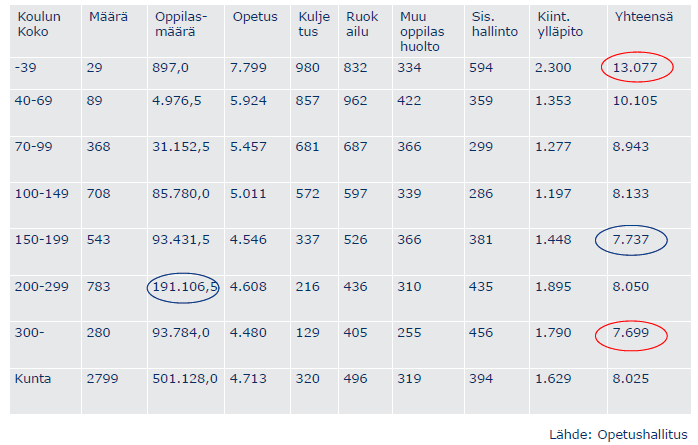 Koulun Koko Määrä Oppilas-määrä Opetus Kulje tus Ruok ailu Muu oppilas huolto Sis. hallinto Kiint. ylläpito Yhteensä
-39 29 897,0 7.799 980 832 334 594 2.300 13.077
40-69 89 4.976,5 5.924 857 962 422 359 1.353 10.105
70-99 368 31.152,5 5.457 681 687 366 299 1.277 8.943
100-149 708 85.780,0 5.011 572 597 339 286 1.197 8.133
150-199 543 93.431,5 4.546 337 526 366 381 1.448 7.737
200-299 783 191.106,5 4.608 216 436 310 435 1.895 8.050
300- 280 93.784,0 4.480 129 405 255 456 1.790 7.699
Kunta 2799 501.128,0 4.713 320 496 319 394 1.629 8.025
Lähde: Opetushallitus